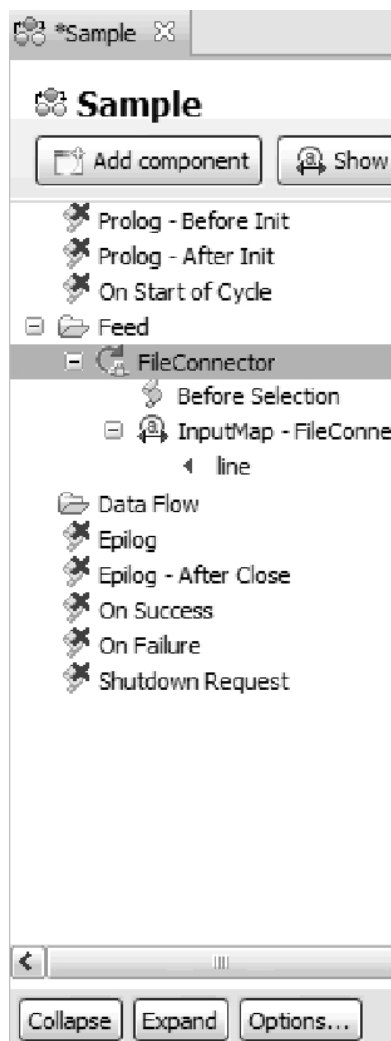 *Sample
Sample
Add component
Show
Prolog - Before Init
Prolog - After Init
On Start of Cycle
Feed
FileConnector
Before Selection
InputMap - FileConne
line
Data Flow
Epilog
Epilog - After Close
On Success
On Failure
Shutdown Request
Collapse
Expand
Options...